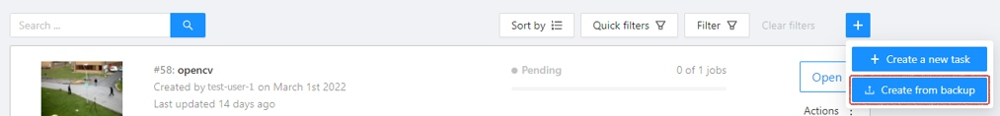 Search ...
Sort by
Quick filters
Filter
Clear filters
Create a new task
Create from backup
#58: opencv
Created by test-user-1 on March 1st 2022
Last updated 14 days ago
Pending
0 of 1 jobs
Open
Actions